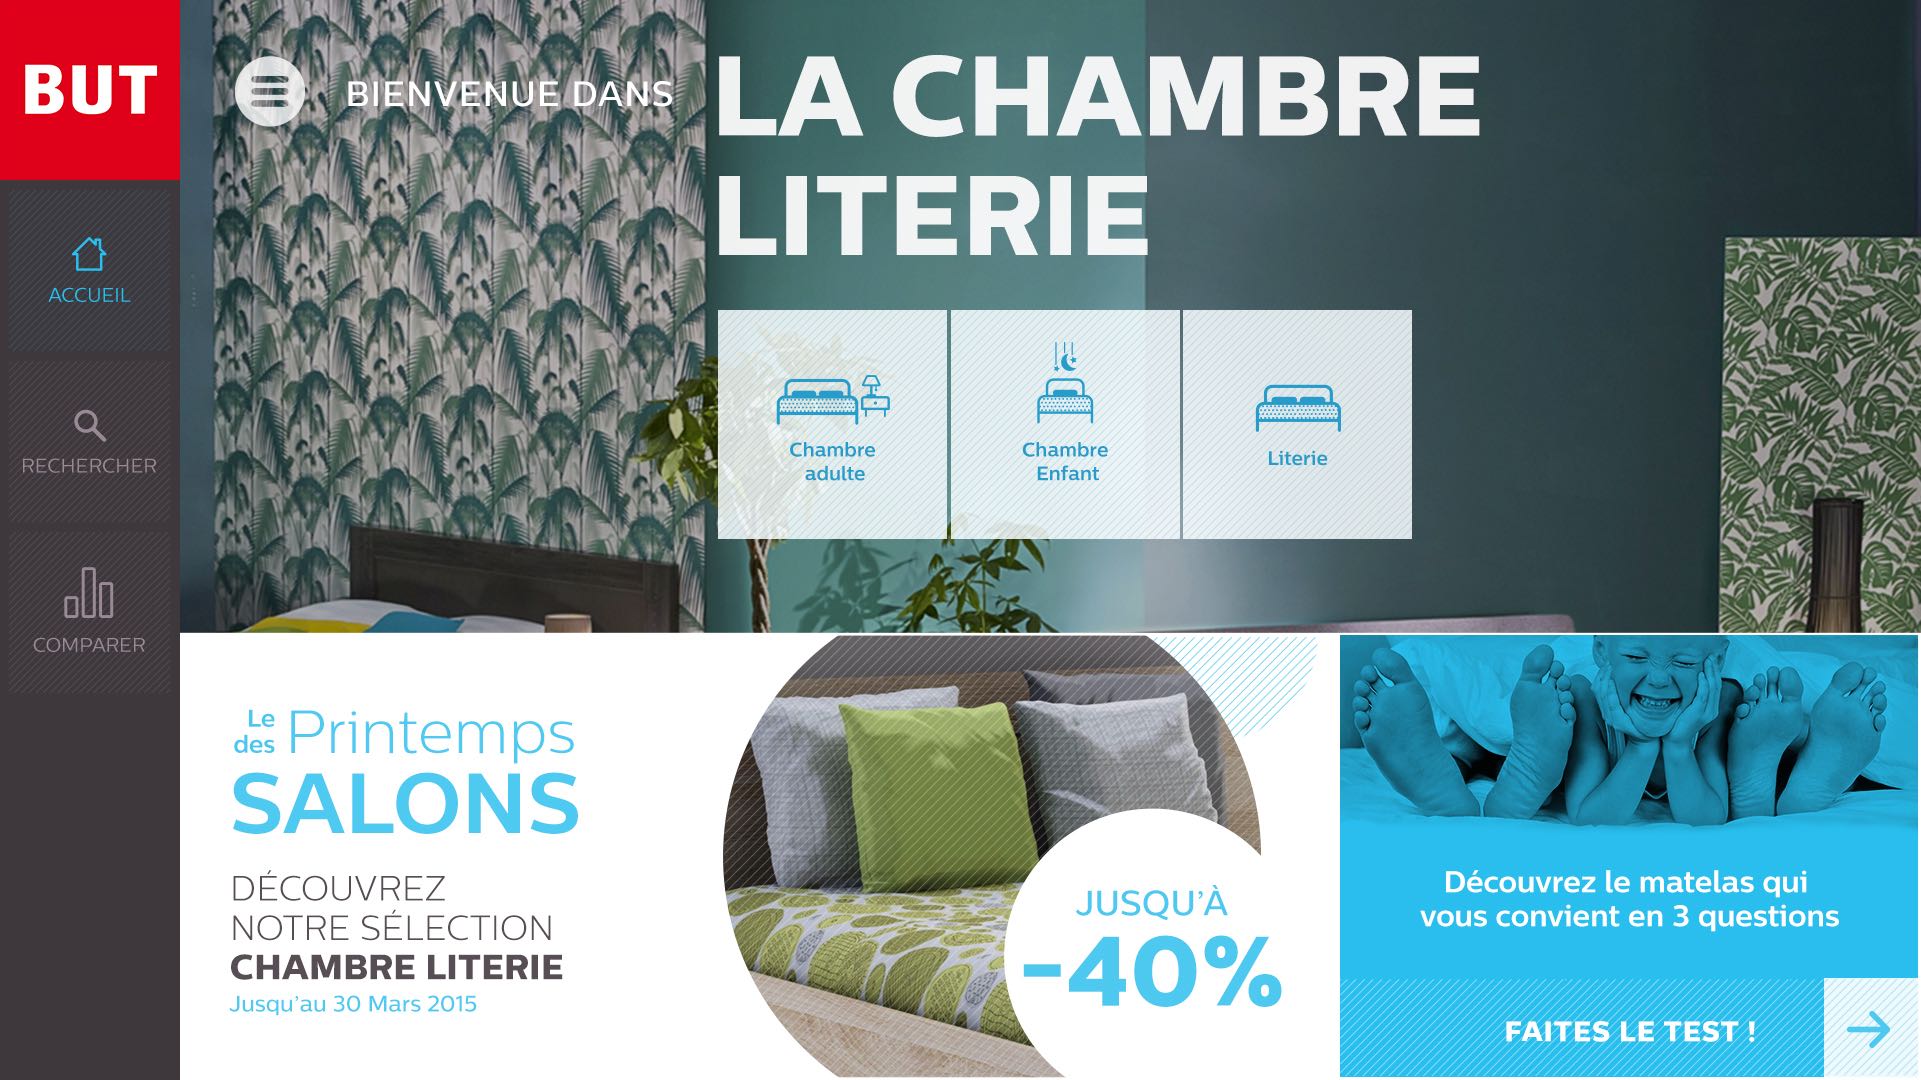 BUT
BIENVENUE DANS
LA CHAMBRE
LITERIE
ACCUEIL
RECHERCHER
COMPARER
Chambre
adulte
Chambre
Enfant
Literie
Le
des
Printemps
SALONS
DÉCOUVREZ
NOTRE SÉLECTION
CHAMBRE LITERIE
Jusqu'au 30 Mars 2015
JUSQU'À
-40%
Découvrez le matelas qui
vous convient en 3 questions
FAITES LE TEST !